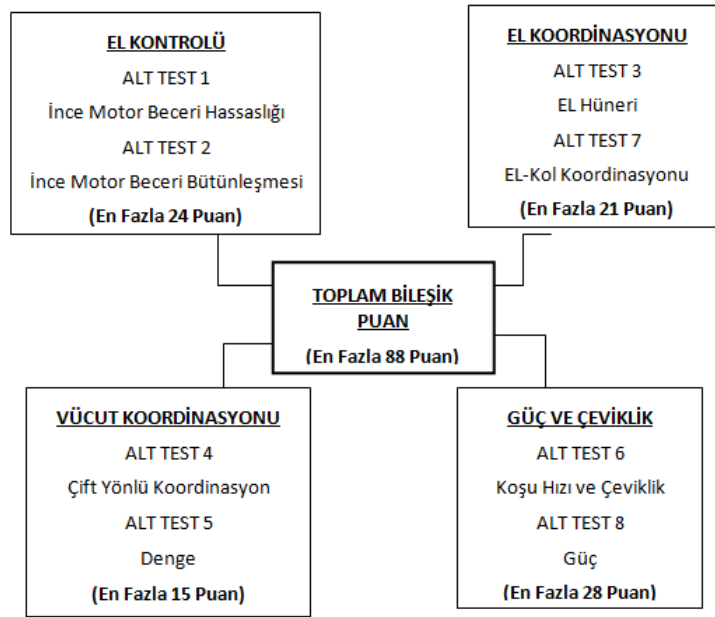 EL KONTROLÜ
ALT TEST 1
İnce Motor Beceri Hassaslığı
ALT TEST 2
İnce Motor Beceri Bütünleşmesi
(En Fazla 24 Puan)
EL KOORDİNASYONU
ALT TEST 3
EL Hüneri
ALT TEST 7
EL-Kol Koordinasyonu
(En Fazla 21 Puan)
TOPLAM BİLEŞİK
PUAN
(En Fazla 88 Puan)
VÜCUT KOORDİNASYONU
ALT TEST 4
Çift Yönlü Koordinasyon
ALT TEST 5
Denge
(En Fazla 15 Puan)
GÜÇ VE ÇEVİKLİK
ALT TEST 6
Koşu Hızı ve Çeviklik
ALT TEST 8
Güç
(En Fazla 28 Puan)